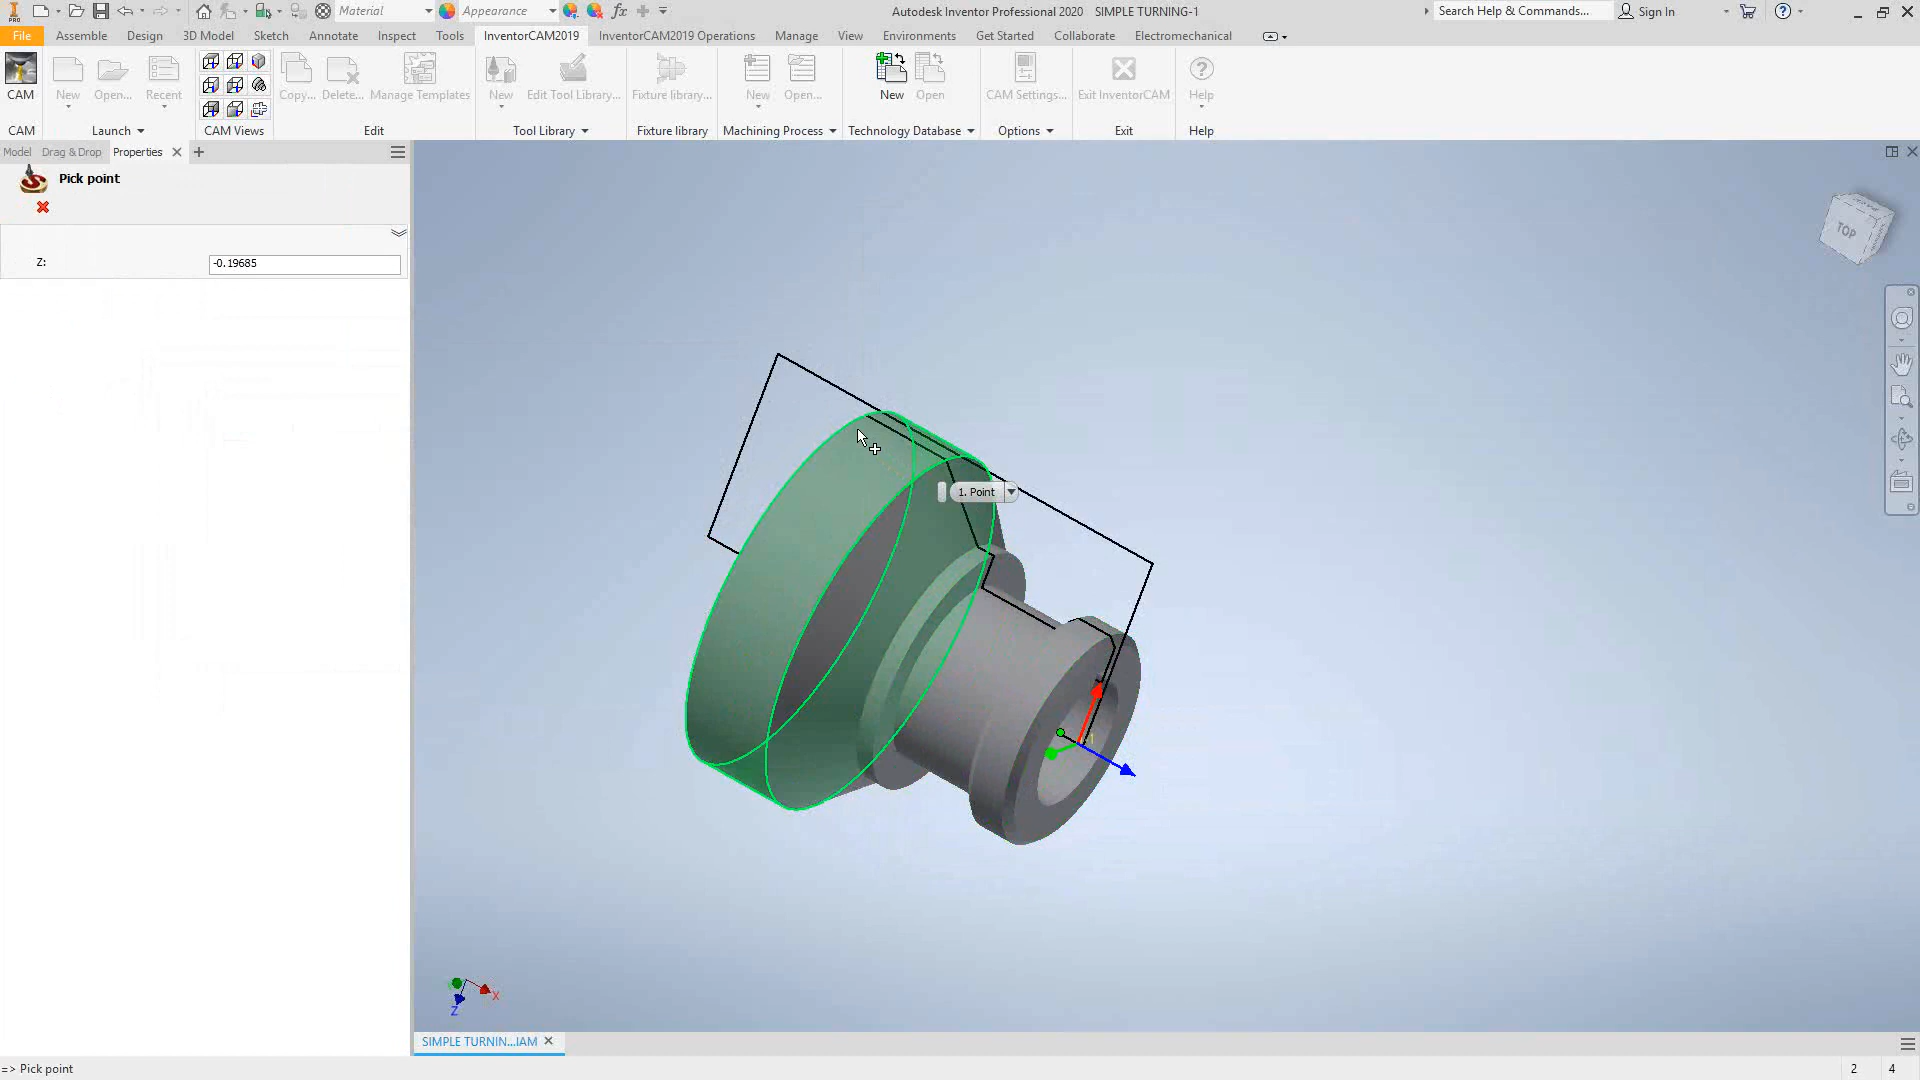 Material
Appearance
Autodesk Inventor Professional 2020 SIMPLE TURNING-1
Search Help & Commands...
Sign In
File Assemble Design 3D Model Sketch Annotate Inspect Tools InventorCAM2019 InventorCAM2019 Operations Manage View Environments Get Started Collaborate Electromechanical
CAM New Open... Recent Copy... Delete... Manage Templates New Edit Tool Library... Fixture library... New Open... New Open CAM Settings... Exit InventorCAM Help
CAM Launch CAM Views Edit Tool Library Fixture library Machining Process Technology Database Options Exit Help
Model Drag & Drop Properties
Pick point
Z: -0.19685
TOP
1. Point
X
Z
SIMPLE TURNIN...IAM
=> Pick point
2 4